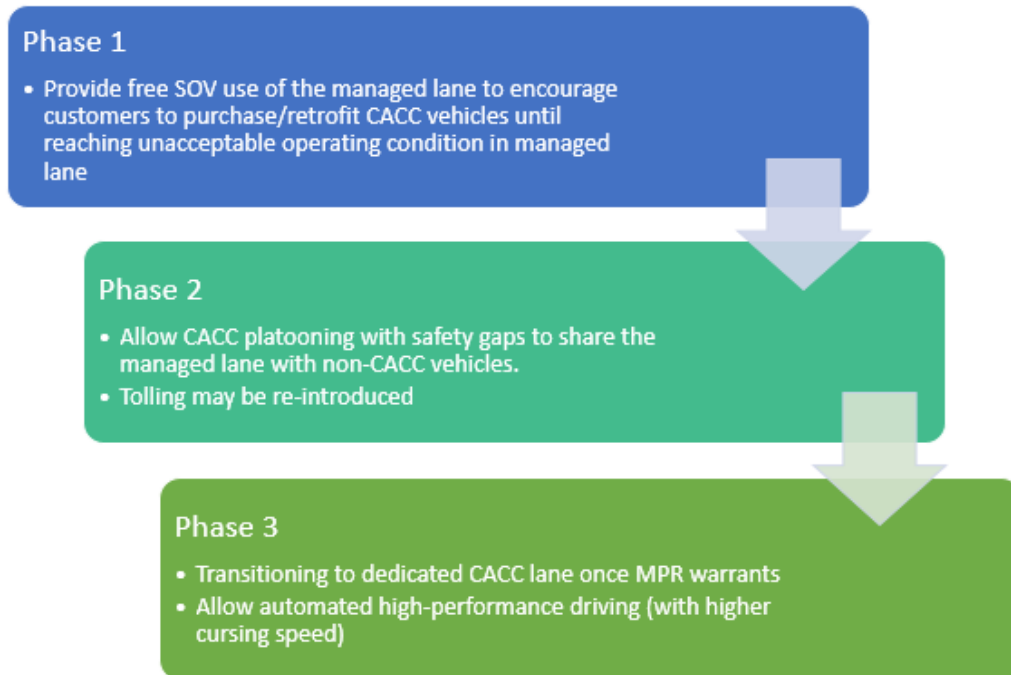 Phase 1
• Provide free SOV use of the managed lane to encourage
customers to purchase/retrofit CACC vehicles until
reaching unacceptable operating condition in managed
lane
Phase 2
• Allow CACC platooning with safety gaps to share the
managed lane with non-CACC vehicles.
• Tolling may be re-introduced
Phase 3
• Transitioning to dedicated CACC lane once MPR warrants
• Allow automated high-performance driving (with higher
cursing speed)